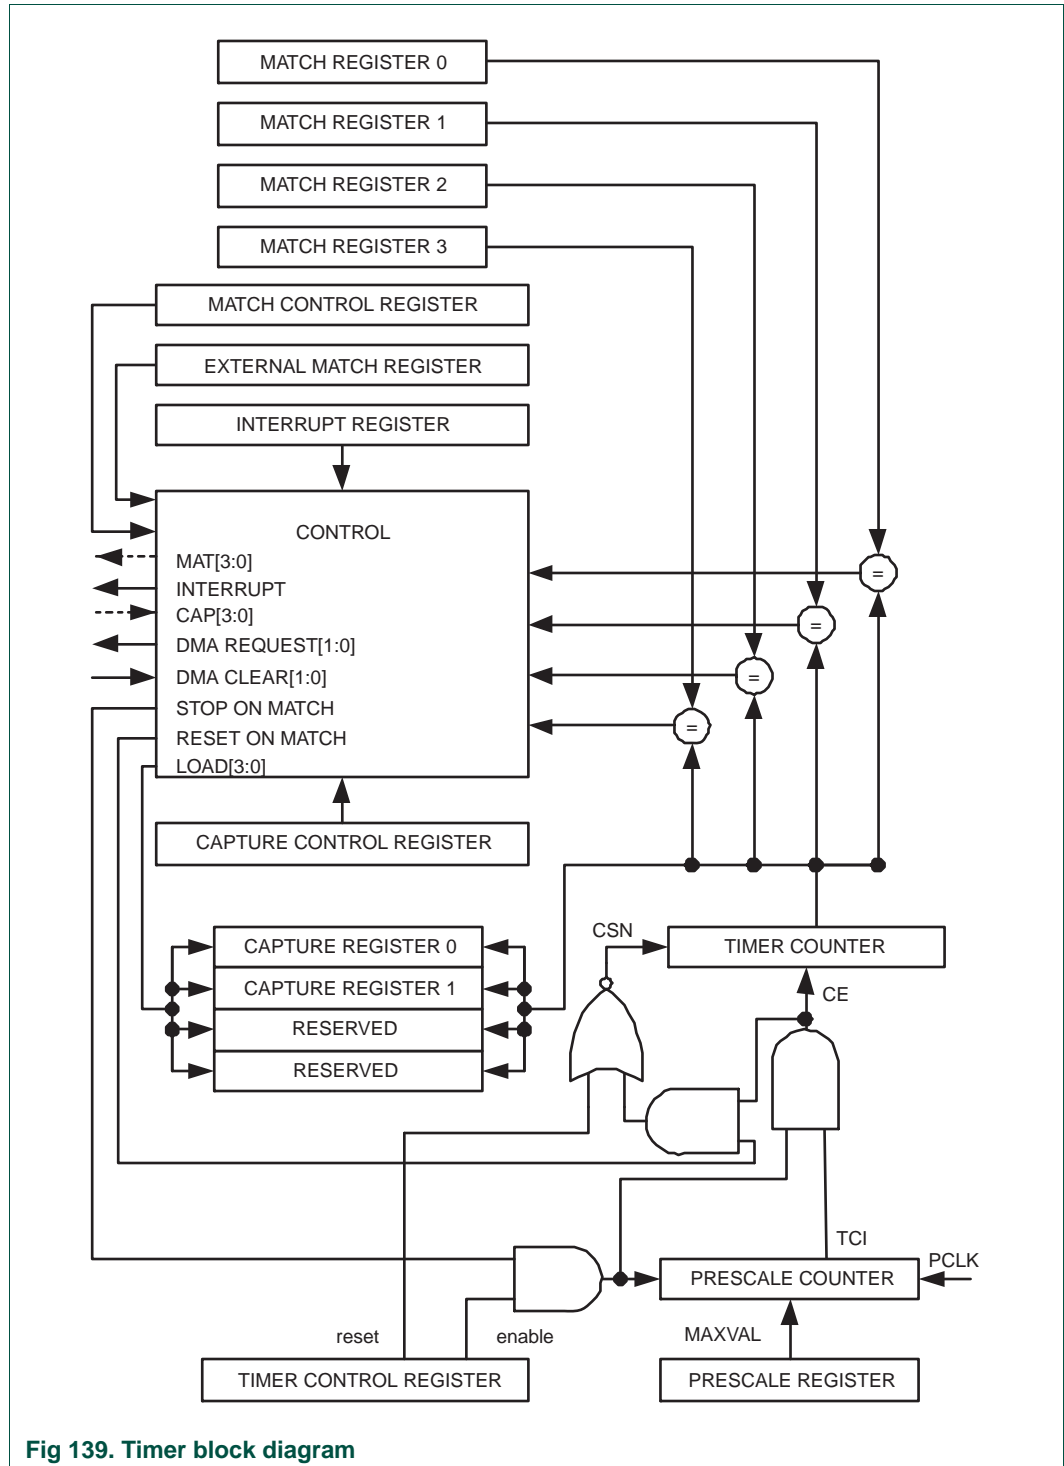 MATCH REGISTER 0
MATCH REGISTER 1
MATCH REGISTER 2
MATCH REGISTER 3
MATCH CONTROL REGISTER
EXTERNAL MATCH REGISTER
INTERRUPT REGISTER
CONTROL
MAT[3:0]
INTERRUPT
CAP[3:0]
DMA REQUEST[1:0]
DMA CLEAR[1:0]
STOP ON MATCH
RESET ON MATCH
LOAD[3:0]
=
=
=
=
CAPTURE CONTROL REGISTER
CSN
TIMER COUNTER
CAPTURE REGISTER 0
CAPTURE REGISTER 1
RESERVED
RESERVED
CE
TCI
PCLK
PRESCALE COUNTER
reset
enable
MAXVAL
TIMER CONTROL REGISTER
PRESCALE REGISTER
Fig 139. Timer block diagram